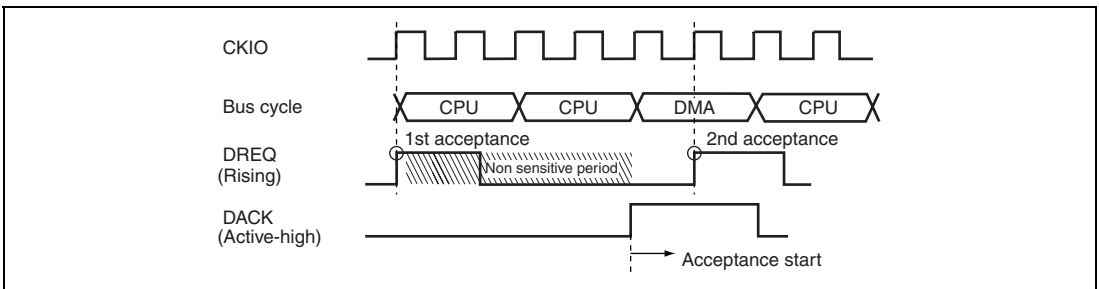 CKIO
Bus cycle
CPU
CPU
DMA
CPU
1st acceptance
2nd acceptance
DREQ
(Rising)
Non sensitive period
DACK
(Active-high)
Acceptance start